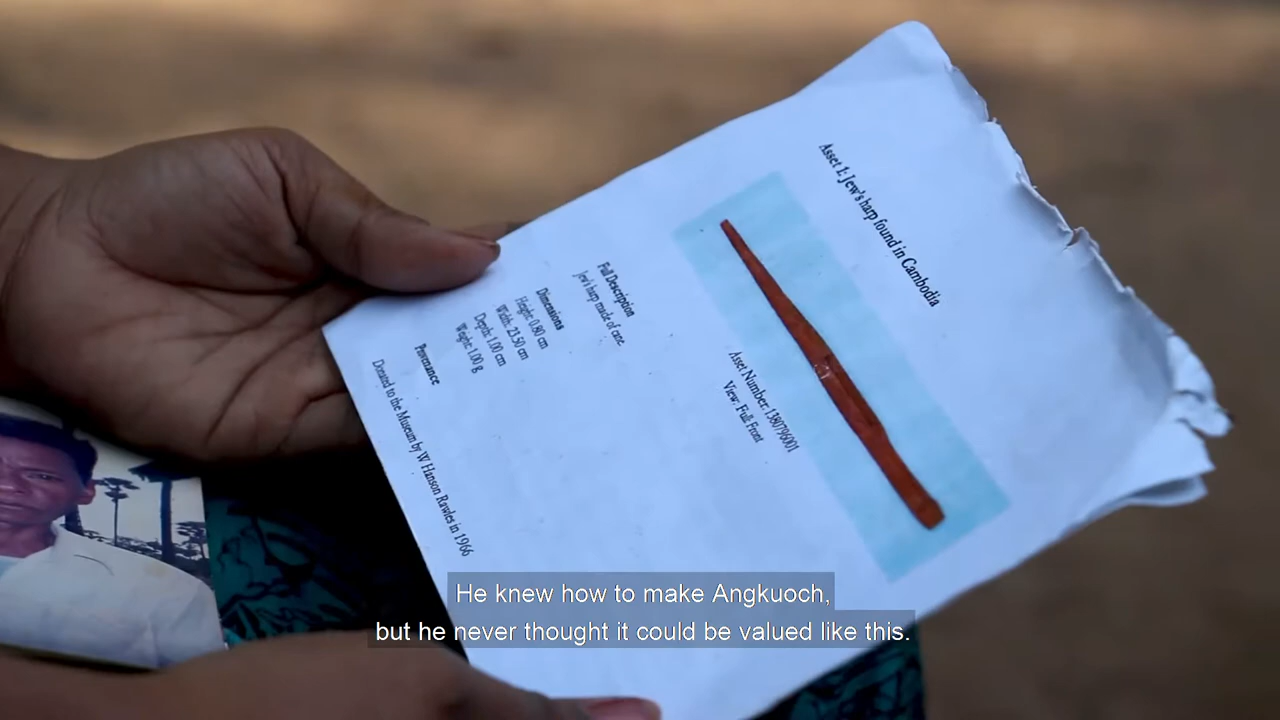 Asset 1: Jew's harp found in Cambodia
Asset Number: 1380796001
View: Full Front
Full Description
Jew's harp made of cane.
Dimensions
Height: 0.80 cm
Width: 23.50 cm
Depth: 1.00 cm
Weight: 1.00 g
Provenance
Donated to the Museum by W Hanson Rawles in 1966
He knew how to make Angkuoch,
but he never thought it could be valued like this.